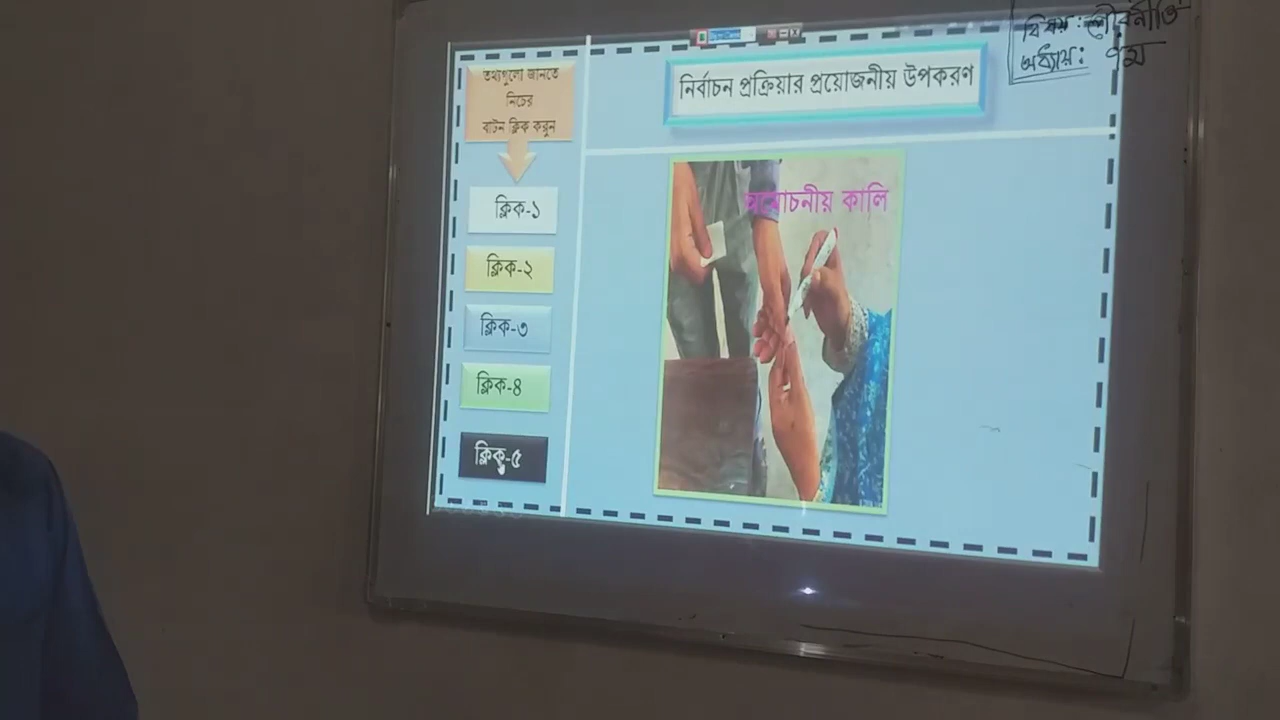 বিষয়: পৌরনীতি
অধ্যায়: ৭ম
নির্বাচন প্রক্রিয়ার প্রয়োজনীয় উপকরণ
তথ্যগুলো জানতে
নিচের
বাটন ক্লিক করুন
ক্লিক-১
ক্লিক-২
ক্লিক-৩
ক্লিক-৪
ক্লিক-৫
অমোচনীয় কালি